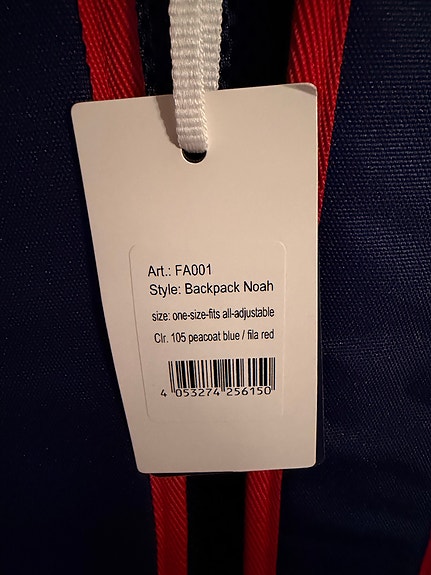 Art.: FA001
Style: Backpack Noah
size: one-size-fits all-adjustable
Clr. 105 peacoat blue / fila red
4 053274 256150